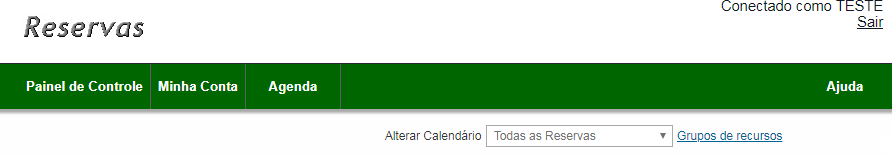 Conectado como TESTE
Reservas
Sair
Painel de Controle Minha Conta Agenda Ajuda
Alterar Calendário Todas as Reservas Grupos de recursos